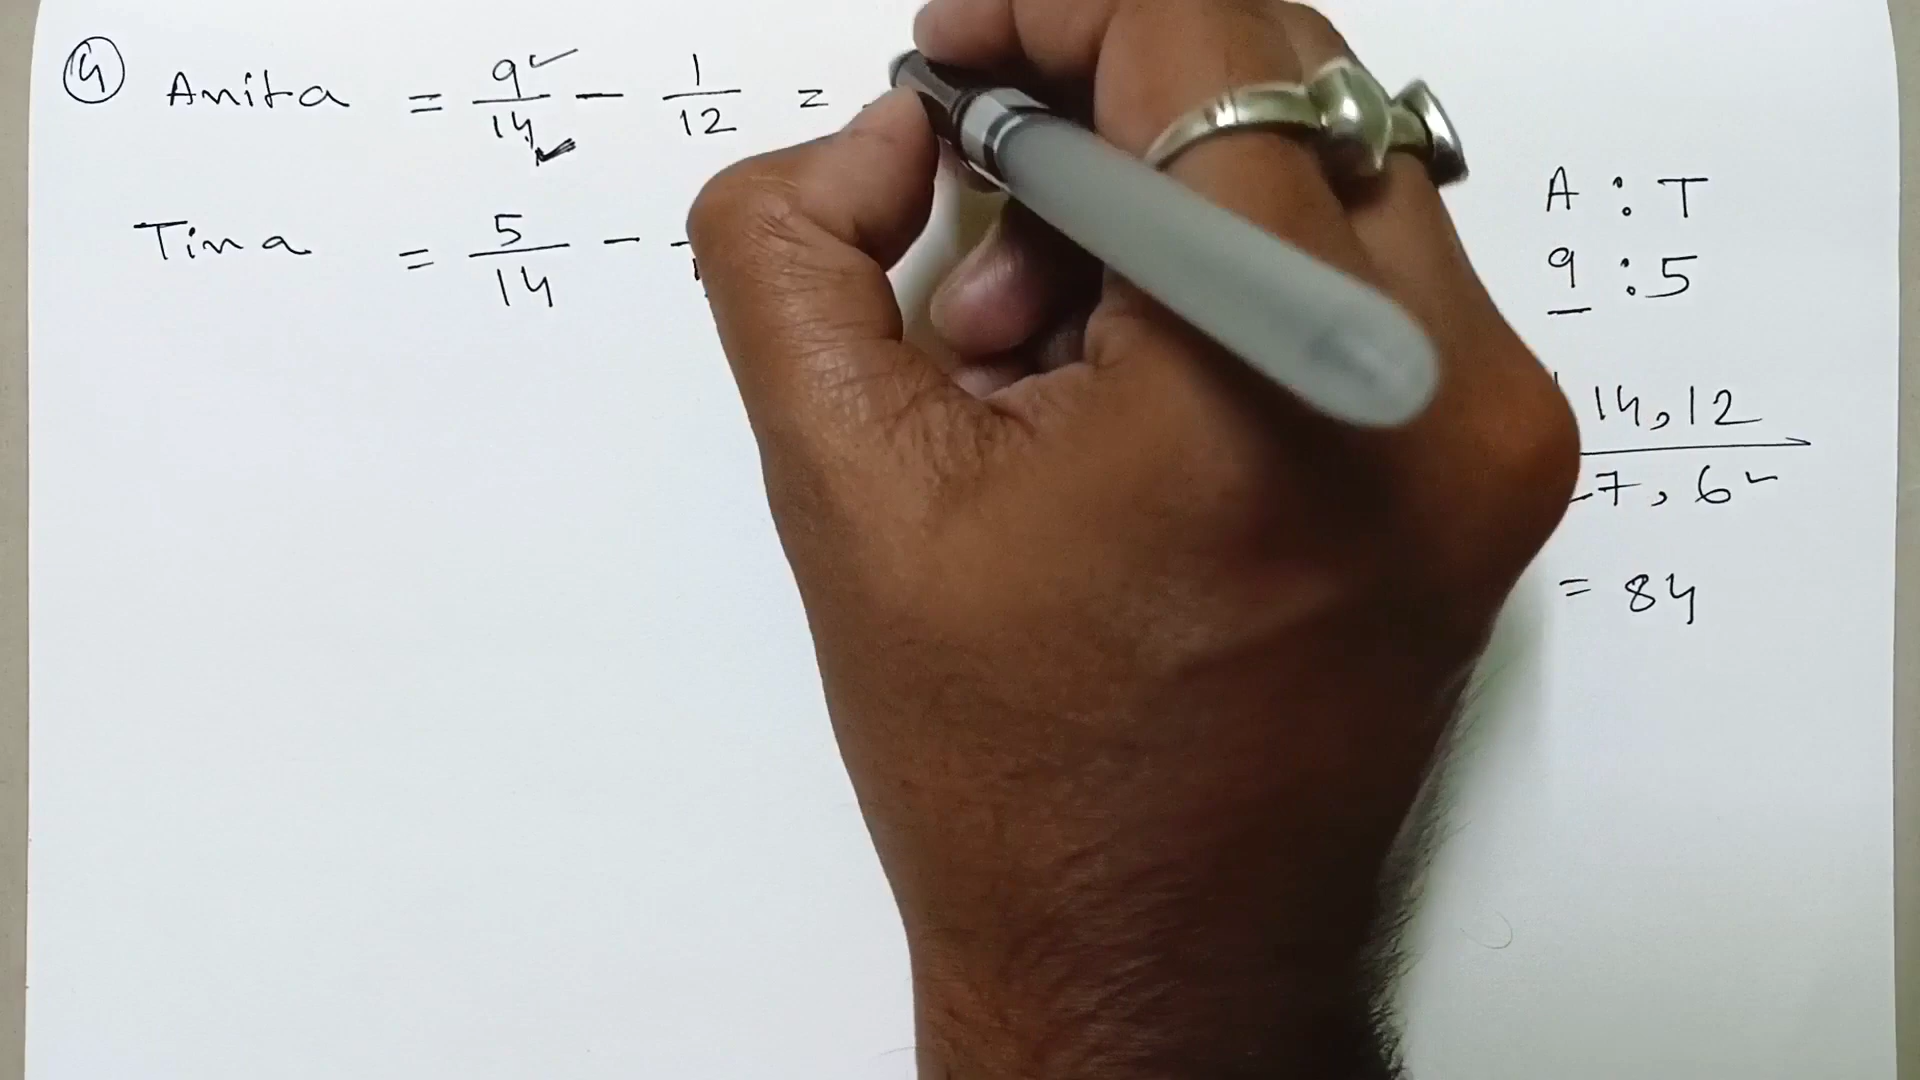 ④ Anita = 9/14 - 1/12 =
Tina = 5/14 -
A : T
9 : 5
14, 12
7, 6
= 84